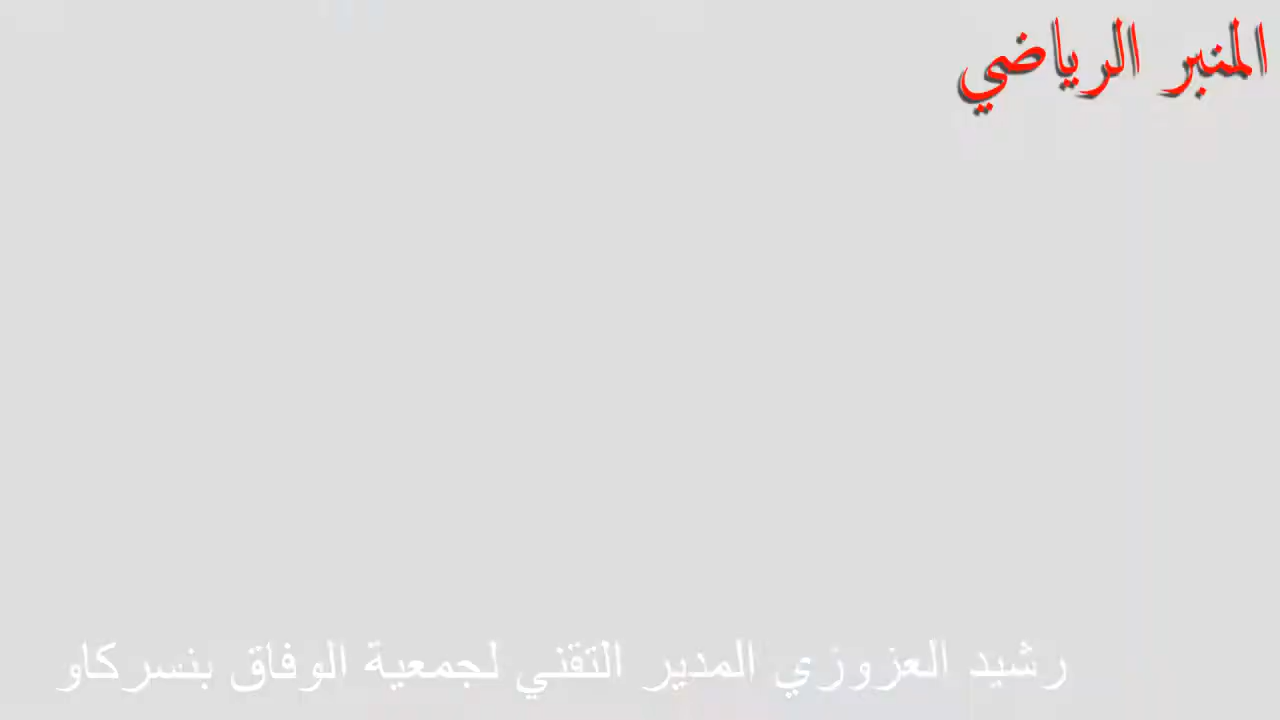 المنبر الرياضي
رشيد العزوزي المدير التقني لجمعية الوفاق بنسركاو